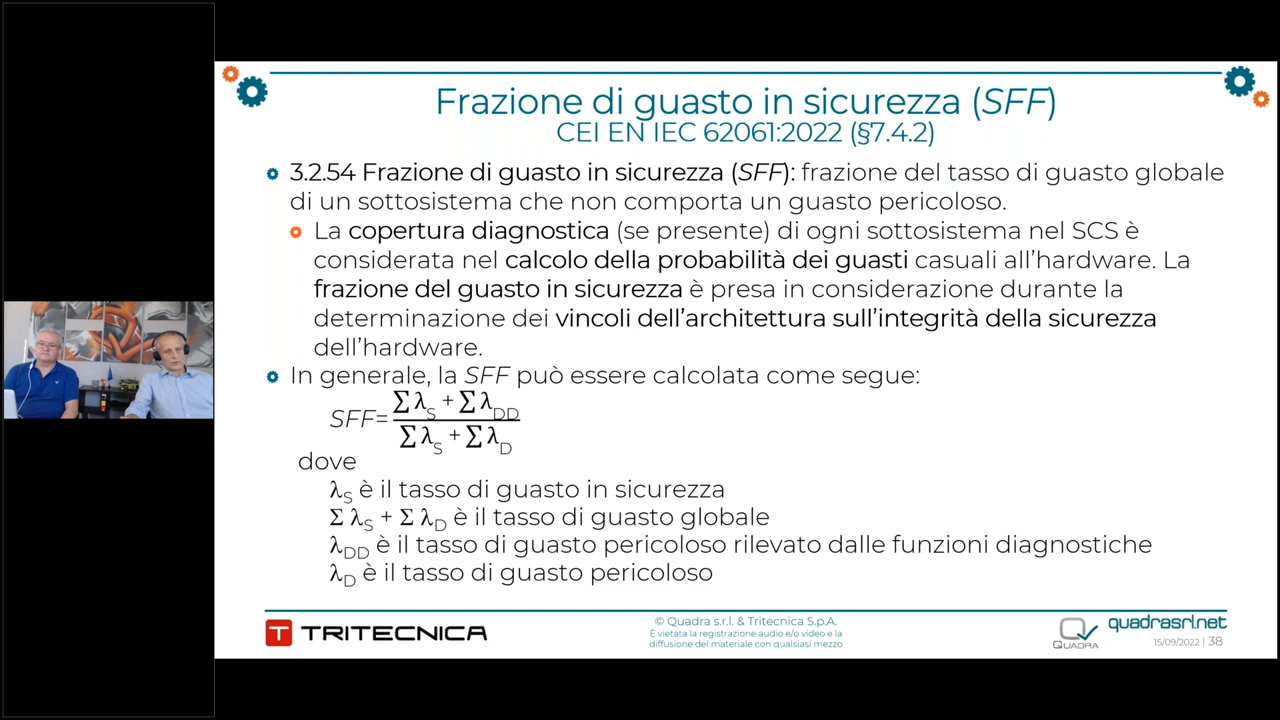 Frazione di guasto in sicurezza (SFF)
CEI EN IEC 62061:2022 (§7.4.2)
3.2.54 Frazione di guasto in sicurezza (SFF): frazione del tasso di guasto globale
di un sottosistema che non comporta un guasto pericoloso.
La copertura diagnostica (se presente) di ogni sottosistema nel SCS è
considerata nel calcolo della probabilità dei guasti casuali all'hardware. La
frazione del guasto in sicurezza è presa in considerazione durante la
determinazione dei vincoli dell'architettura sull'integrità della sicurezza
dell'hardware.
In generale, la SFF può essere calcolata come segue:
SFF= (∑ λS + ∑ λDD) / (∑ λS + ∑ λD)
dove
λS è il tasso di guasto in sicurezza
Σ λS + Σ λD è il tasso di guasto globale
λDD è il tasso di guasto pericoloso rilevato dalle funzioni diagnostiche
λD è il tasso di guasto pericoloso
T TRITECNICA
© Quadra s.r.l. & Tritecnica S.p.A.
È vietata la registrazione audio e/o video e la
diffusione del materiale con qualsiasi mezzo
QUADRA
quadrasrl.net
15/09/2022 | 38